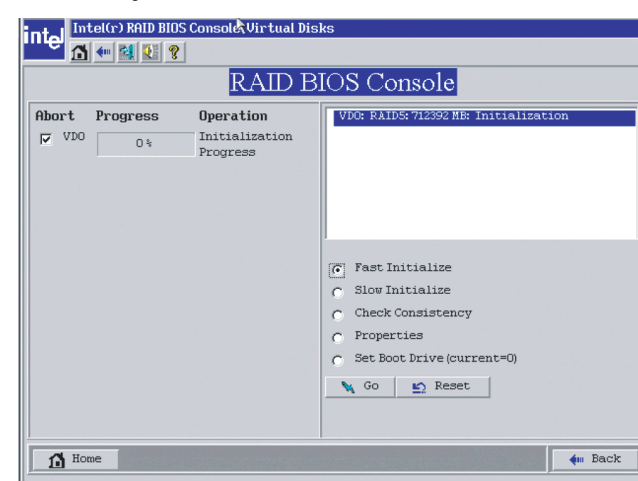 intel
Intel(r) RAID BIOS Console Virtual Disks
RAID BIOS Console
Abort Progress Operation
VD0 0% Initialization Progress
VD0: RAID5: 712392 MB: Initialization
Fast Initialize
Slow Initialize
Check Consistency
Properties
Set Boot Drive (current=0)
Go Reset
Home Back